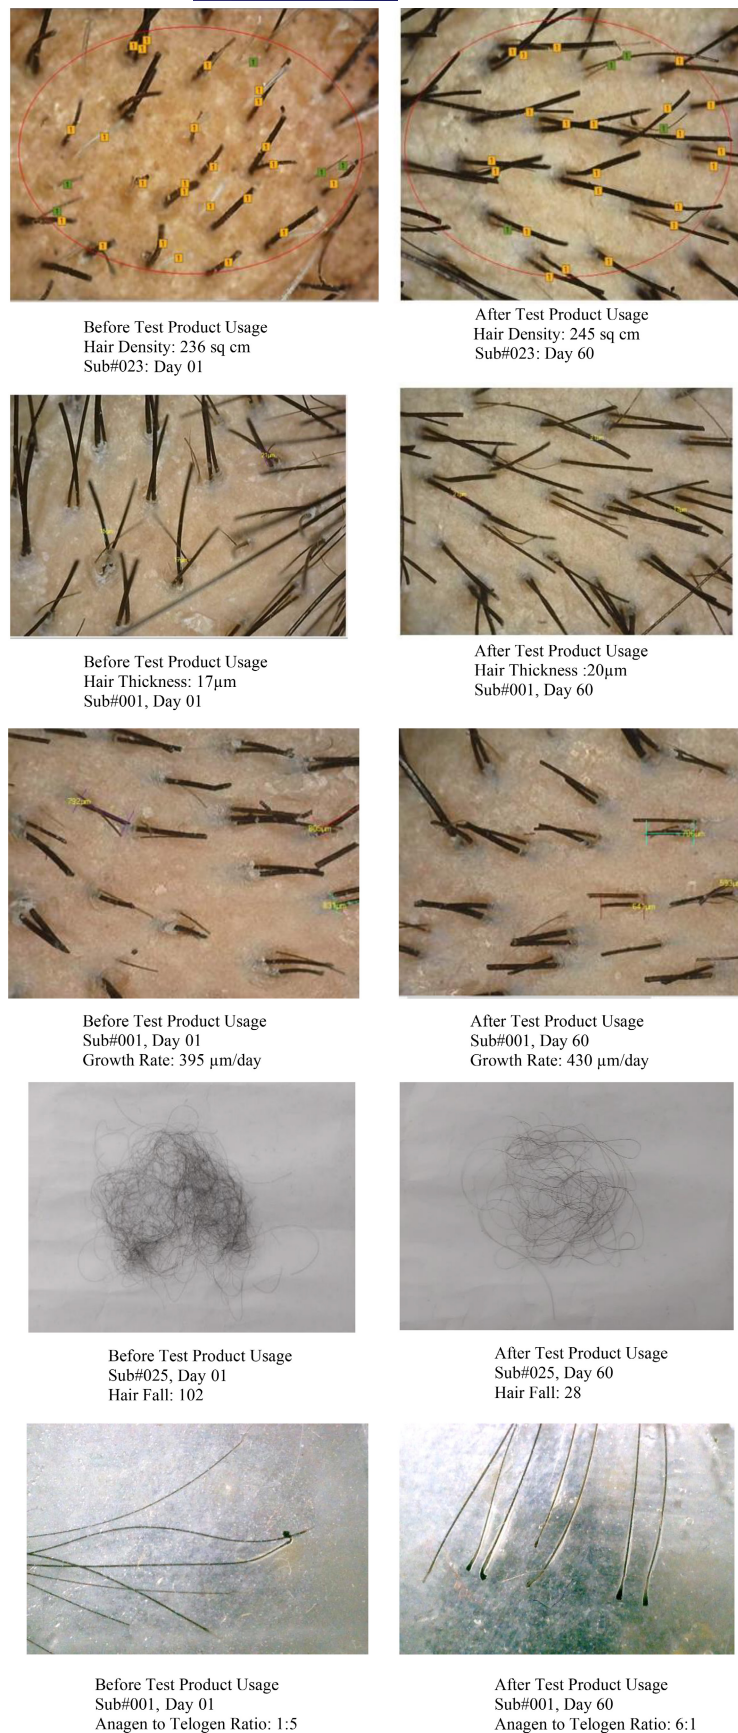 Before Test Product Usage
Hair Density: 236 sq cm
Sub#023: Day 01
After Test Product Usage
Hair Density: 245 sq cm
Sub#023: Day 60
Before Test Product Usage
Hair Thickness: 17µm
Sub#001, Day 01
After Test Product Usage
Hair Thickness :20µm
Sub#001, Day 60
792µm
Before Test Product Usage
Sub#001, Day 01
Growth Rate: 395 µm/day
After Test Product Usage
Sub#001, Day 60
Growth Rate: 430 µm/day
Before Test Product Usage
Sub#025, Day 01
Hair Fall: 102
After Test Product Usage
Sub#025, Day 60
Hair Fall: 28
Before Test Product Usage
Sub#001, Day 01
Anagen to Telogen Ratio: 1:5
After Test Product Usage
Sub#001, Day 60
Anagen to Telogen Ratio: 6:1